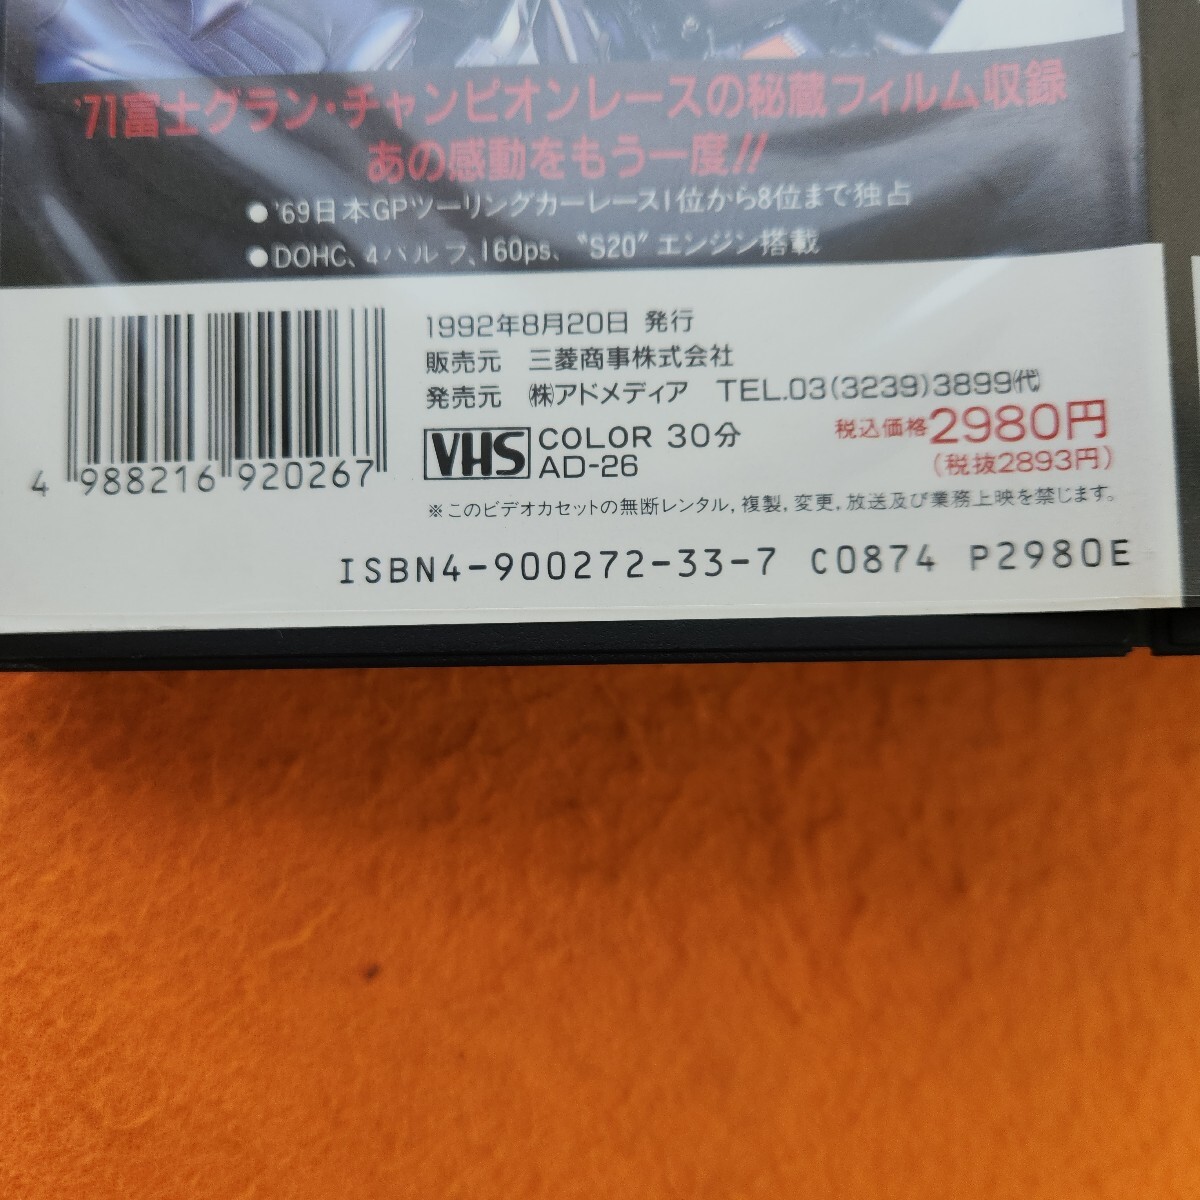 '71富士グラン・チャンピオンレースの秘蔵フィルム収録
あの感動をもう一度!!
●'69日本GPツーリングカーレース1位から8位まで独占
●DOHC、4バルブ、160ps、"S20"エンジン搭載
4 988216 920267
1992年8月20日 発行
販売元 三菱商事株式会社
発売元 ㈱アドメディア TEL.03(3239)3899㈹
VHS COLOR 30分
AD-26
税込価格2980円
(税抜2893円)
※このビデオカセットの無断レンタル,複製,変更,放送及び業務上映を禁じます。
ISBN4-900272-33-7 C0874 P2980E